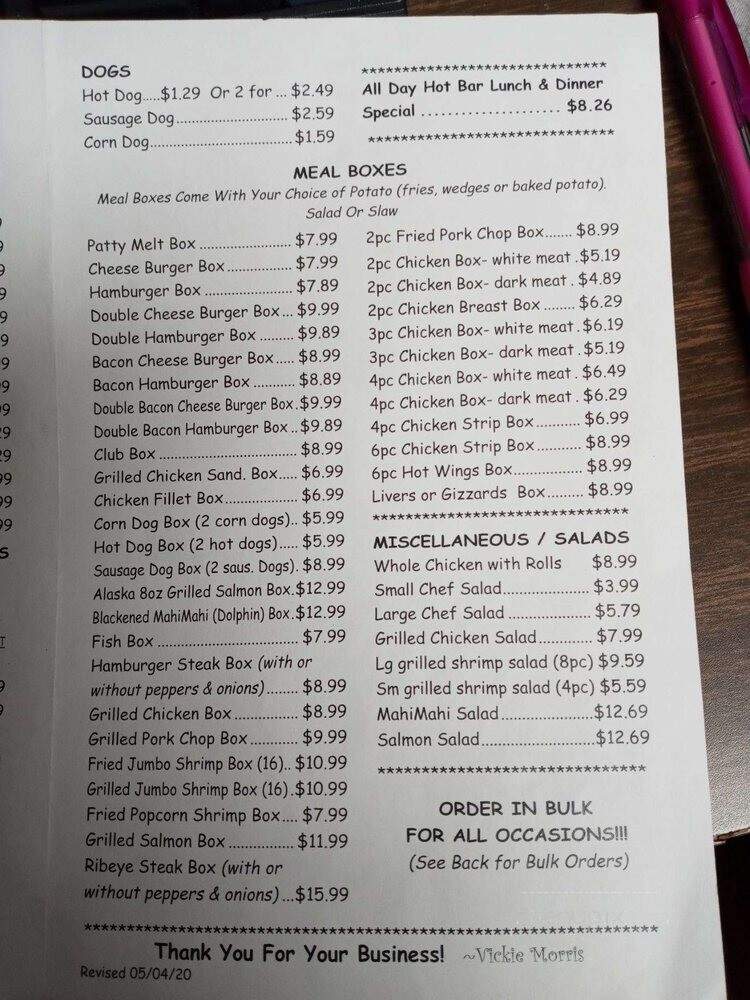 DOGS
Hot Dog.....$1.29 Or 2 for ... $2.49
Sausage Dog............................ $2.59
Corn Dog.................................... $1.59
******************************
All Day Hot Bar Lunch & Dinner
Special ..................... $8.26
******************************
MEAL BOXES
Meal Boxes Come With Your Choice of Potato (fries, wedges or baked potato).
Salad Or Slaw
Patty Melt Box ....................... $7.99
Cheese Burger Box................ $7.99
Hamburger Box ...................... $7.89
Double Cheese Burger Box... $9.99
Double Hamburger Box ......... $9.89
Bacon Cheese Burger Box..... $8.99
Bacon Hamburger Box ........... $8.89
Double Bacon Cheese Burger Box.$9.99
Double Bacon Hamburger Box .. $9.89
Club Box .................................. $8.99
Grilled Chicken Sand. Box..... $6.99
Chicken Fillet Box.................. $6.99
Corn Dog Box (2 corn dogs).. $5.99
Hot Dog Box (2 hot dogs)..... $5.99
Sausage Dog Box (2 saus. Dogs). $8.99
Alaska 8oz Grilled Salmon Box.$12.99
Blackened MahiMahi (Dolphin) Box.$12.99
Fish Box ................................... $7.99
Hamburger Steak Box (with or
without peppers & onions)........ $8.99
Grilled Chicken Box ................ $8.99
Grilled Pork Chop Box............ $9.99
Fried Jumbo Shrimp Box (16).. $10.99
Grilled Jumbo Shrimp Box (16).$10.99
Fried Popcorn Shrimp Box.... $7.99
Grilled Salmon Box ................ $11.99
Ribeye Steak Box (with or
without peppers & onions) ...$15.99
2pc Fried Pork Chop Box....... $8.99
2pc Chicken Box- white meat .$5.19
2pc Chicken Box- dark meat . $4.89
2pc Chicken Breast Box ........ $6.29
3pc Chicken Box- white meat .$6.19
3pc Chicken Box- dark meat .$5.19
4pc Chicken Box- white meat . $6.49
4pc Chicken Box- dark meat . $6.29
4pc Chicken Strip Box........... $6.99
6pc Chicken Strip Box........... $8.99
6pc Hot Wings Box................. $8.99
Livers or Gizzards Box......... $8.99
******************************
MISCELLANEOUS / SALADS
Whole Chicken with Rolls $8.99
Small Chef Salad..................... $3.99
Large Chef Salad .................... $5.79
Grilled Chicken Salad............. $7.99
Lg grilled shrimp salad (8pc) $9.59
Sm grilled shrimp salad (4pc) $5.59
MahiMahi Salad.......................$12.69
Salmon Salad............................$12.69
******************************
ORDER IN BULK
FOR ALL OCCASIONS!!!
(See Back for Bulk Orders)
******************************************************************
Thank You For Your Business! ~Vickie Morris
Revised 05/04/20